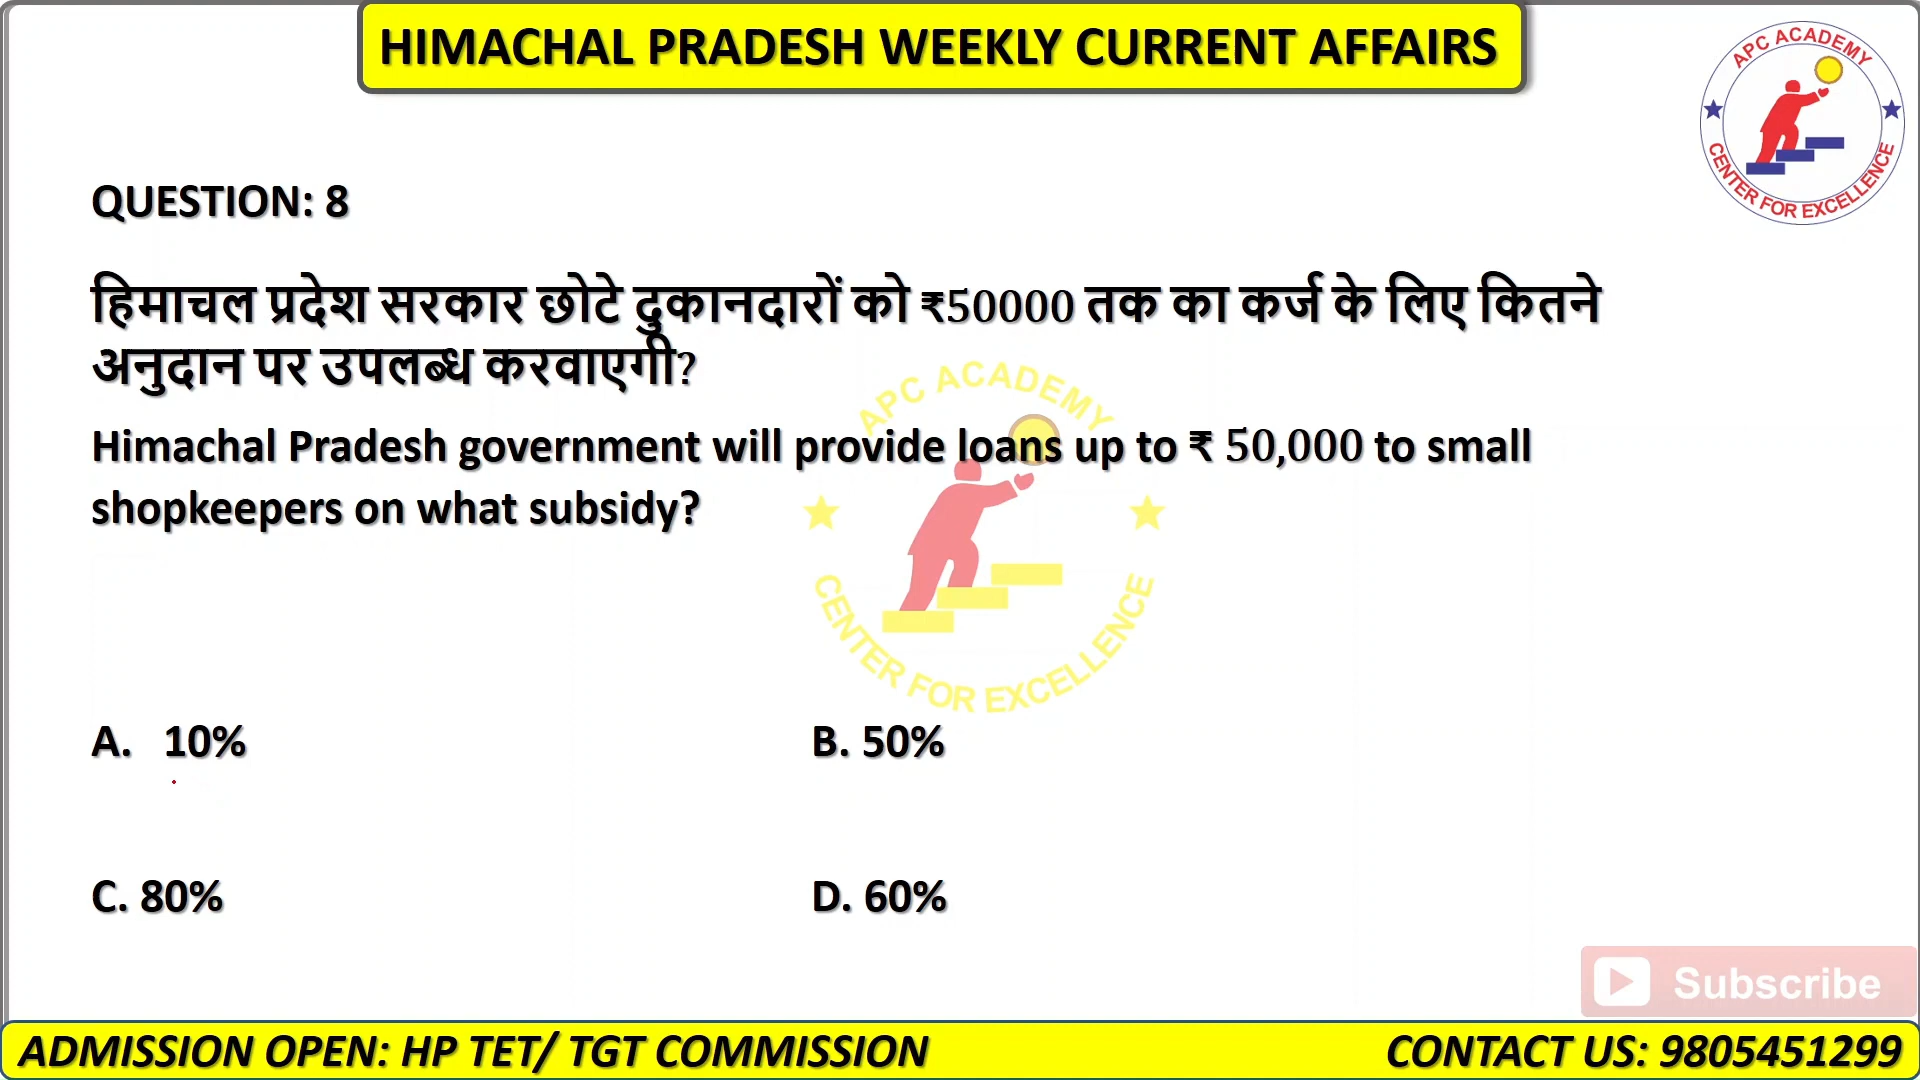 HIMACHAL PRADESH WEEKLY CURRENT AFFAIRS
APC ACADEMY
CENTER FOR EXCELLENCE
QUESTION: 8
हिमाचल प्रदेश सरकार छोटे दुकानदारों को ₹50000 तक का कर्ज के लिए कितने
अनुदान पर उपलब्ध करवाएगी?
Himachal Pradesh government will provide loans up to ₹ 50,000 to small
shopkeepers on what subsidy?
APC ACADEMY
CENTER FOR EXCELLENCE
A. 10%
B. 50%
C. 80%
D. 60%
Subscribe
ADMISSION OPEN: HP TET/ TGT COMMISSION
CONTACT US: 9805451299